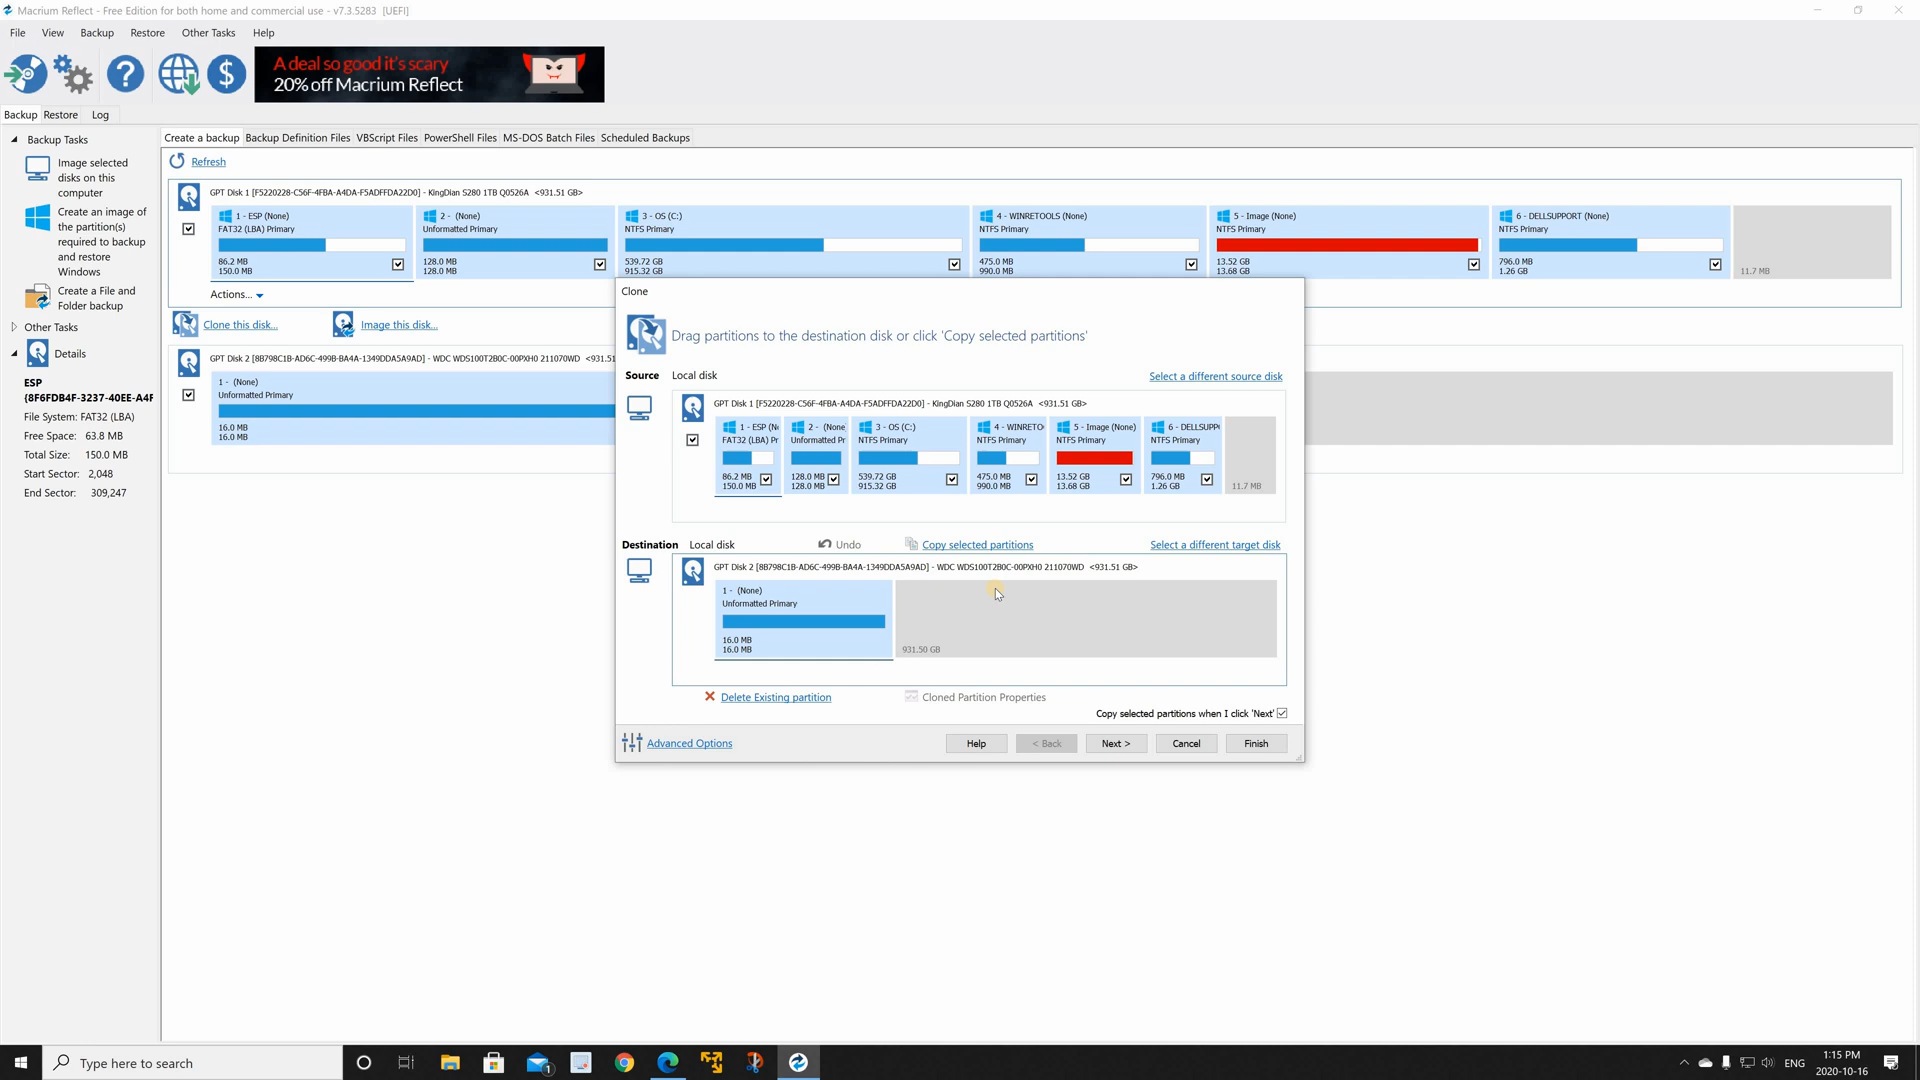 Macrium Reflect - Free Edition for both home and commercial use - v7.3.5283 [UEFI]
File View Backup Restore Other Tasks Help
A deal so good it's scary
20% off Macrium Reflect
Backup Restore Log
Backup Tasks
Image selected
disks on this
computer
Create an image of
the partition(s)
required to backup
and restore
Windows
Create a File and
Folder backup
Other Tasks
Details
ESP
{8F6FDB4F-3237-40EE-A4F
File System: FAT32 (LBA)
Free Space: 63.8 MB
Total Size: 150.0 MB
Start Sector: 2,048
End Sector: 309,247
Create a backup Backup Definition Files VBScript Files PowerShell Files MS-DOS Batch Files Scheduled Backups
Refresh
GPT Disk 1 [F5220228-C56F-4FBA-A4DA-F5ADFFDA22D0] - KingDian S280 1TB Q0526A <931.51 GB>
1 - ESP (None)
FAT32 (LBA) Primary
86.2 MB
150.0 MB
2 - (None)
Unformatted Primary
128.0 MB
128.0 MB
3 - OS (C:)
NTFS Primary
539.72 GB
915.32 GB
4 - WINRETOOLS (None)
NTFS Primary
475.0 MB
990.0 MB
5 - Image (None)
NTFS Primary
13.52 GB
13.68 GB
6 - DELLSUPPORT (None)
NTFS Primary
796.0 MB
1.26 GB
11.7 MB
Actions...
Clone this disk... Image this disk...
GPT Disk 2 [8B798C1B-AD6C-499B-BA4A-1349DDA5A9AD] - WDC WDS100T2B0C-00PXH0 211070WD <931.5
1 - (None)
Unformatted Primary
16.0 MB
16.0 MB
Clone
Drag partitions to the destination disk or click 'Copy selected partitions'
Source Local disk Select a different source disk
GPT Disk 1 [F5220228-C56F-4FBA-A4DA-F5ADFFDA22D0] - KingDian S280 1TB Q0526A <931.51 GB>
1 - ESP (N
FAT32 (LBA) Pr
86.2 MB
150.0 MB
2 - (None
Unformatted Pr
128.0 MB
128.0 MB
3 - OS (C:)
NTFS Primary
539.72 GB
915.32 GB
4 - WINRETO
NTFS Primary
475.0 MB
990.0 MB
5 - Image (None)
NTFS Primary
13.52 GB
13.68 GB
6 - DELLSUPP
NTFS Primary
796.0 MB
1.26 GB
11.7 MB
Destination Local disk Undo Copy selected partitions Select a different target disk
GPT Disk 2 [8B798C1B-AD6C-499B-BA4A-1349DDA5A9AD] - WDC WDS100T2B0C-00PXH0 211070WD <931.51 GB>
1 - (None)
Unformatted Primary
16.0 MB
16.0 MB
931.50 GB
Delete Existing partition Cloned Partition Properties
Copy selected partitions when I click 'Next'
Advanced Options Help < Back Next > Cancel Finish
Type here to search
1
ENG
1:15 PM
2020-10-16